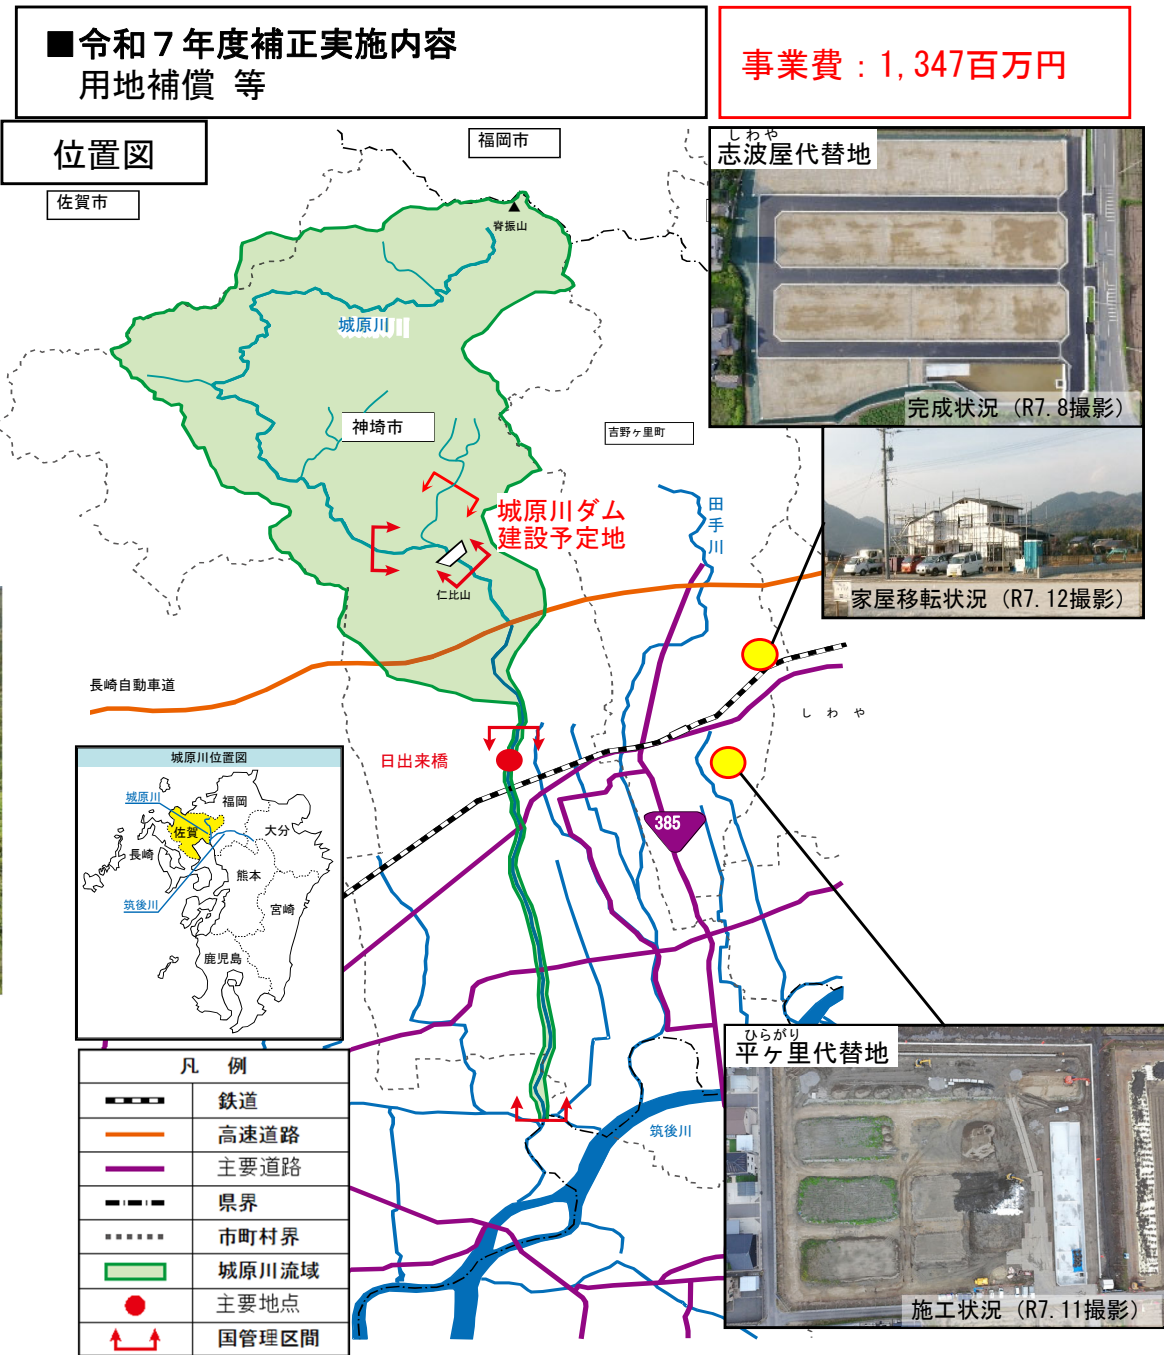 ■令和７年度補正実施内容
用地補償 等
事業費：1,347百万円
位置図
福岡市
佐賀市
脊振山
城原川
神埼市
吉野ヶ里町
城原川ダム
建設予定地
田手川
仁比山
長崎自動車道
日出来橋
しわや
385
筑後川
しわや
志波屋代替地
完成状況（R7.8撮影）
家屋移転状況（R7.12撮影）
ひらがり
平ヶ里代替地
施工状況（R7.11撮影）
城原川位置図
城原川
福岡
佐賀
大分
長崎
熊本
筑後川
宮崎
鹿児島
凡 例
鉄道
高速道路
主要道路
県界
市町村界
城原川流域
主要地点
国管理区間